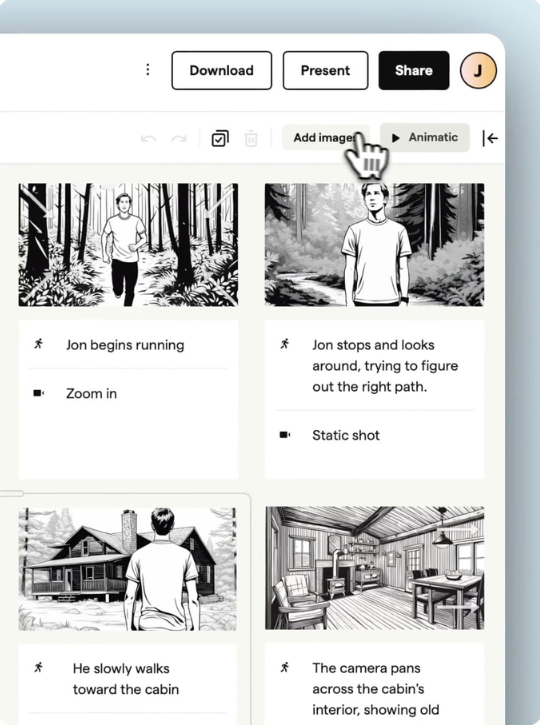 Download
Present
Share
J
Add images
Animatic
Jon begins running
Zoom in
Jon stops and looks
around, trying to figure
out the right path.
Static shot
He slowly walks
toward the cabin
The camera pans
across the cabin's
interior, showing old